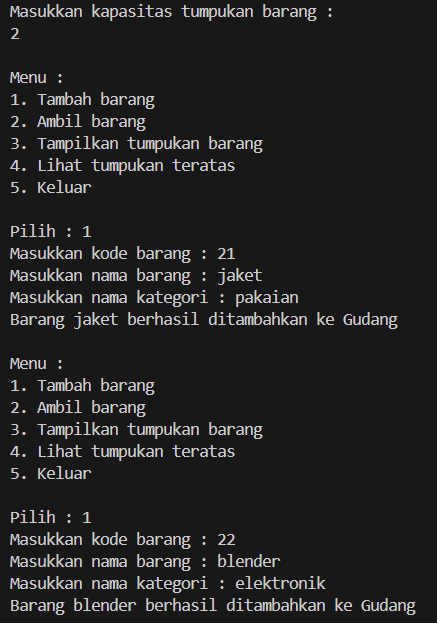 Masukkan kapasitas tumpukan barang :
2
Menu :
1. Tambah barang
2. Ambil barang
3. Tampilkan tumpukan barang
4. Lihat tumpukan teratas
5. Keluar
Pilih : 1
Masukkan kode barang : 21
Masukkan nama barang : jaket
Masukkan nama kategori : pakaian
Barang jaket berhasil ditambahkan ke Gudang
Menu :
1. Tambah barang
2. Ambil barang
3. Tampilkan tumpukan barang
4. Lihat tumpukan teratas
5. Keluar
Pilih : 1
Masukkan kode barang : 22
Masukkan nama barang : blender
Masukkan nama kategori : elektronik
Barang blender berhasil ditambahkan ke Gudang